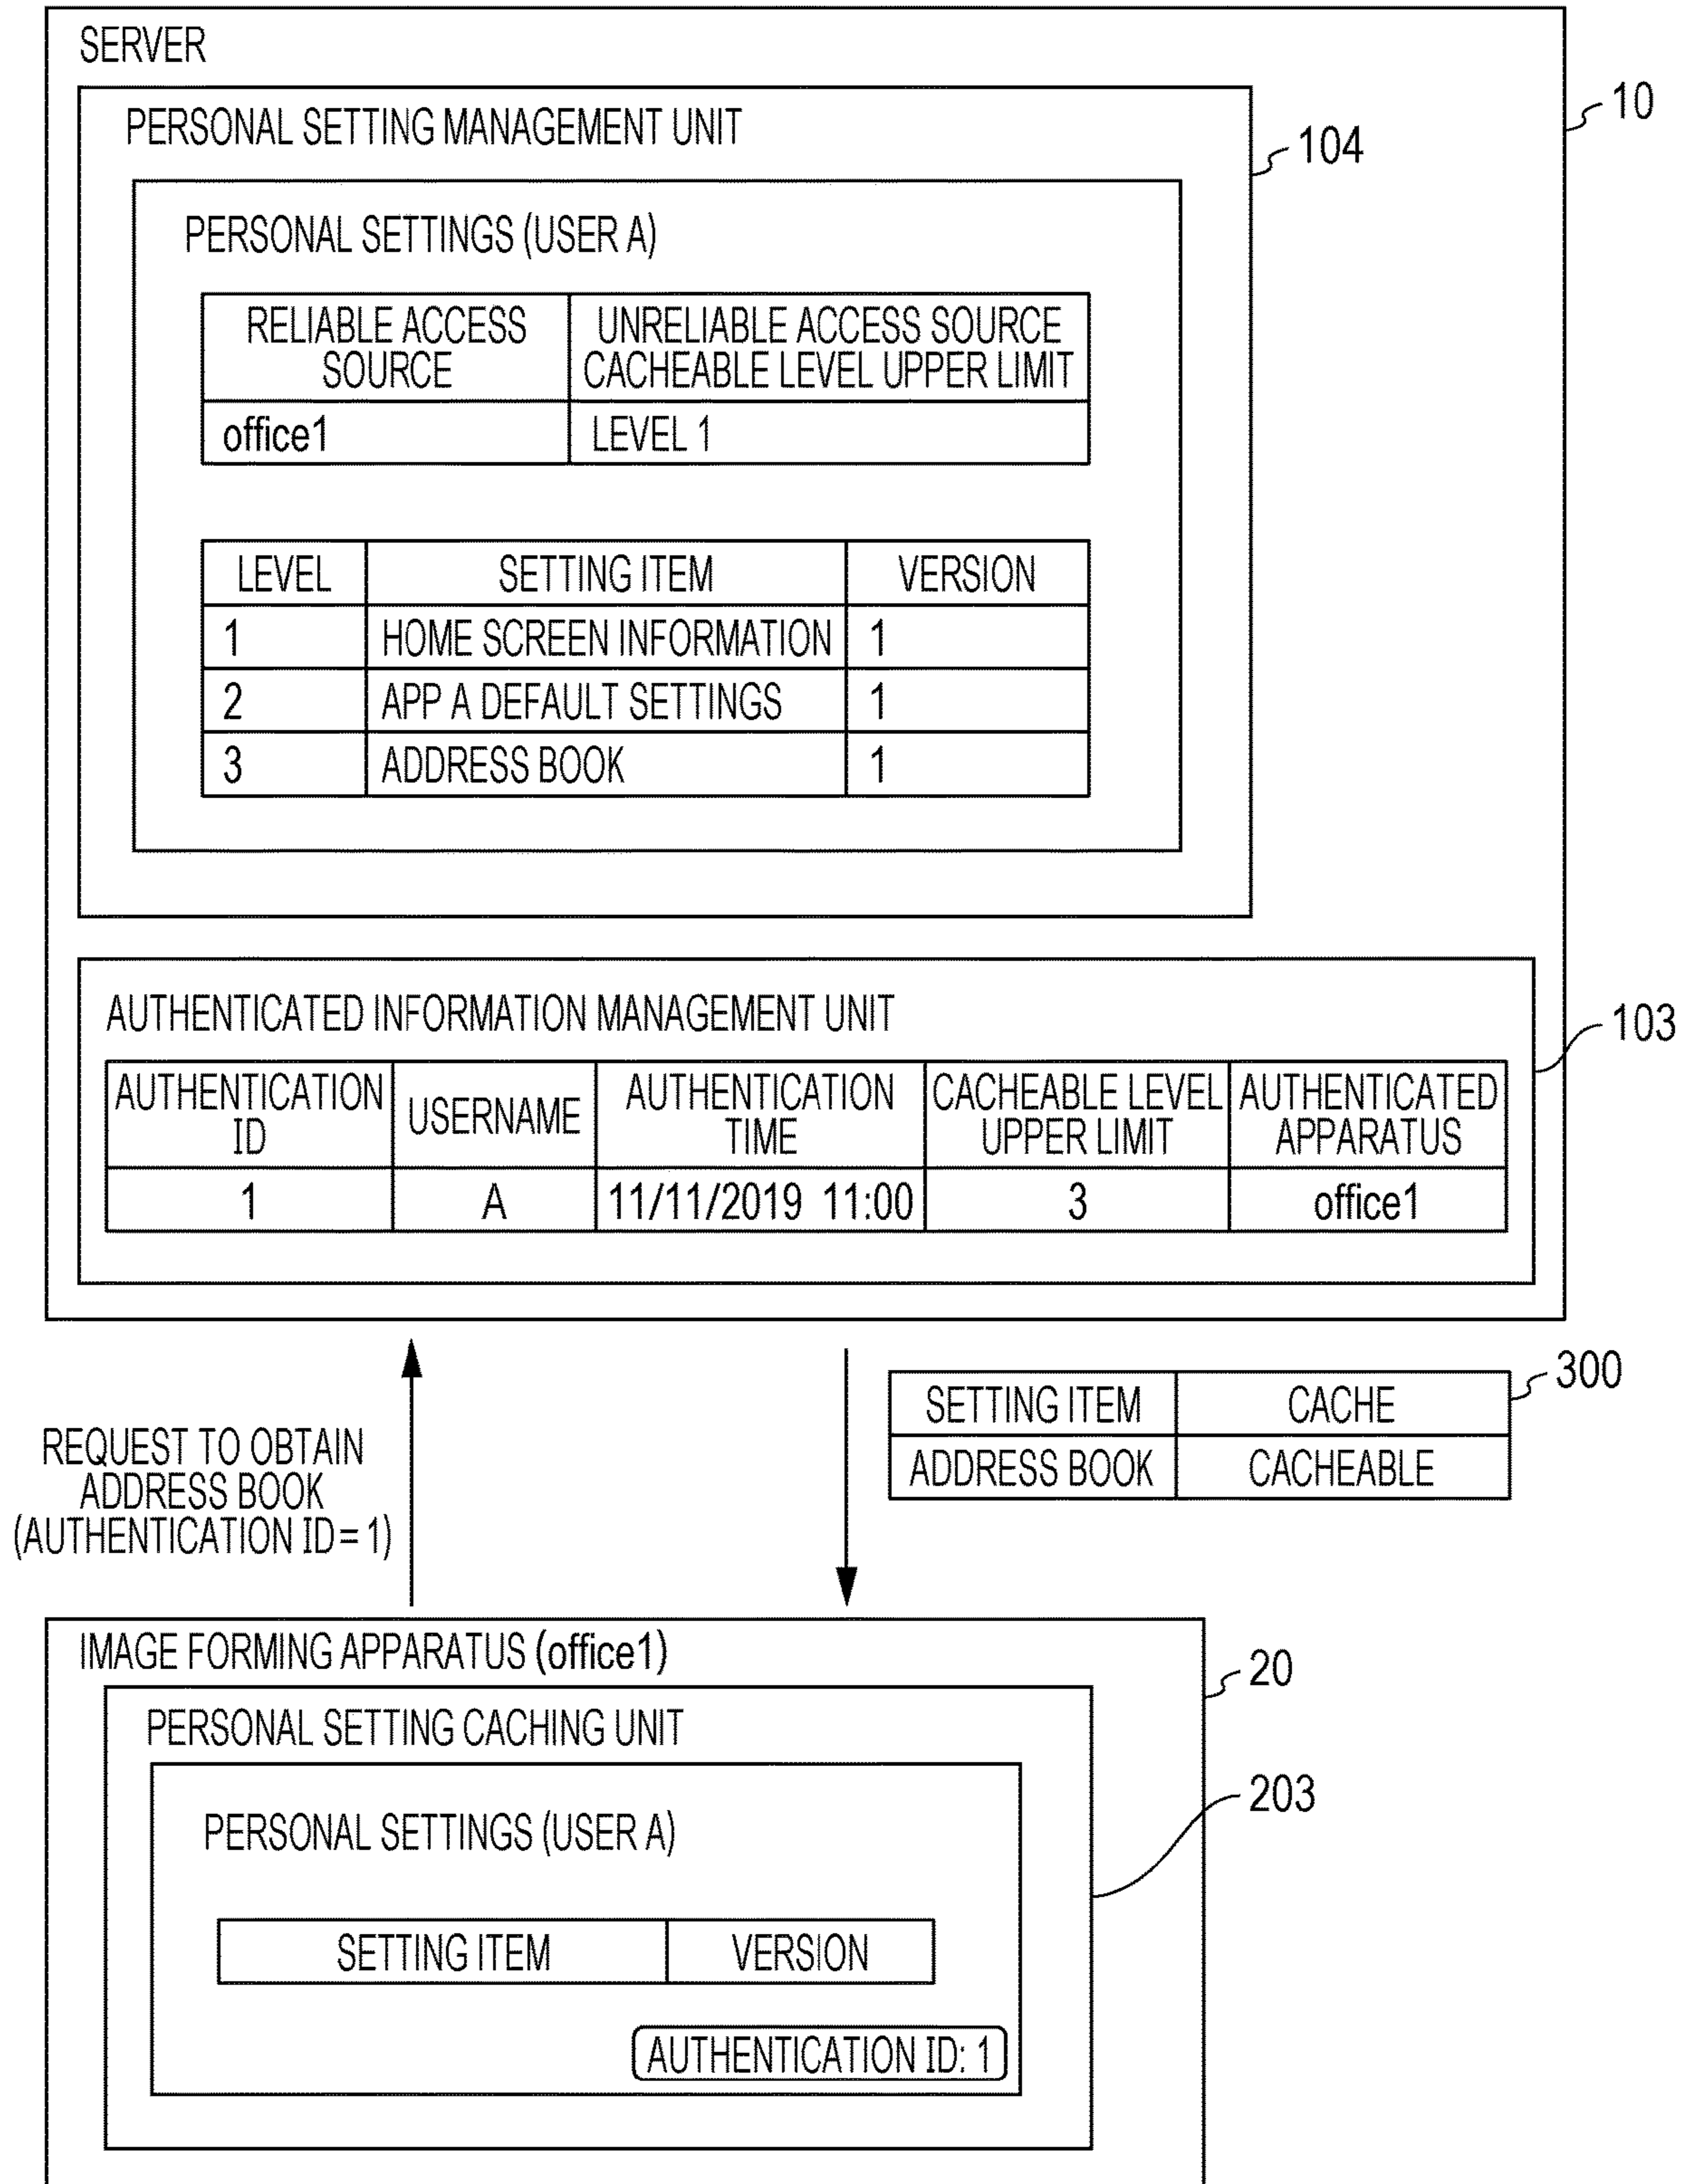 SERVER
10
PERSONAL SETTING MANAGEMENT UNIT
104
PERSONAL SETTINGS (USER A)
RELIABLE ACCESS
SOURCE
UNRELIABLE ACCESS SOURCE
CACHEABLE LEVEL UPPER LIMIT
office1
LEVEL 1
LEVEL
SETTING ITEM
VERSION
1
HOME SCREEN INFORMATION
1
2
APP A DEFAULT SETTINGS
1
3
ADDRESS BOOK
1
AUTHENTICATED INFORMATION MANAGEMENT UNIT
103
AUTHENTICATION
ID
USERNAME
AUTHENTICATION
TIME
CACHEABLE LEVEL
UPPER LIMIT
AUTHENTICATED
APPARATUS
1
A
11/11/2019 11:00
3
office1
REQUEST TO OBTAIN
ADDRESS BOOK
(AUTHENTICATION ID = 1)
300
SETTING ITEM
CACHE
ADDRESS BOOK
CACHEABLE
IMAGE FORMING APPARATUS (office1)
20
PERSONAL SETTING CACHING UNIT
203
PERSONAL SETTINGS (USER A)
SETTING ITEM
VERSION
AUTHENTICATION ID: 1